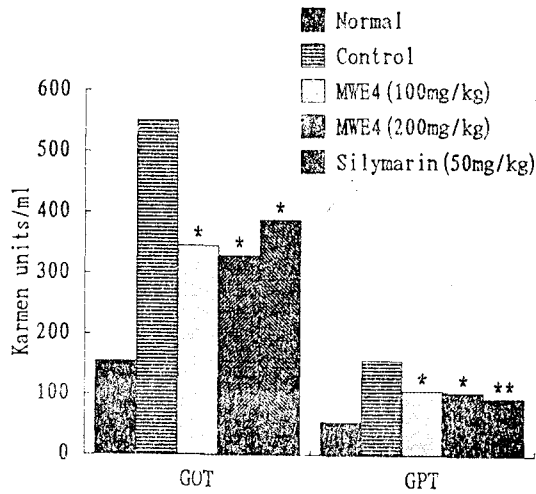 Normal
Control
MWE4(100mg/kg)
MWE4(200mg/kg)
Silymarin(50mg/kg)
Karmen units/ml
600
500
400
300
200
100
0
*
*
*
*
*
**
GOT
GPT